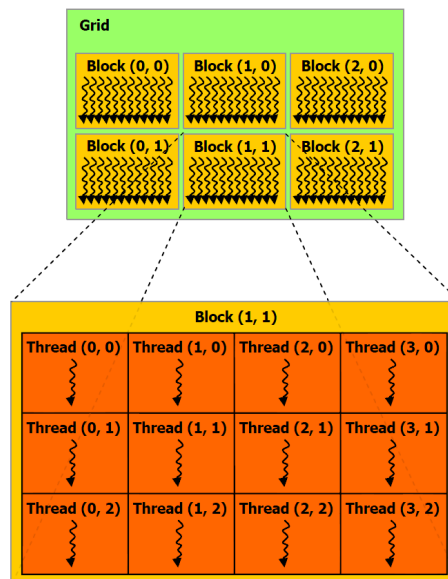 Grid
Block (0, 0) Block (1, 0) Block (2, 0)
Block (0, 1) Block (1, 1) Block (2, 1)
Block (1, 1)
Thread (0, 0) Thread (1, 0) Thread (2, 0) Thread (3, 0)
Thread (0, 1) Thread (1, 1) Thread (2, 1) Thread (3, 1)
Thread (0, 2) Thread (1, 2) Thread (2, 2) Thread (3, 2)